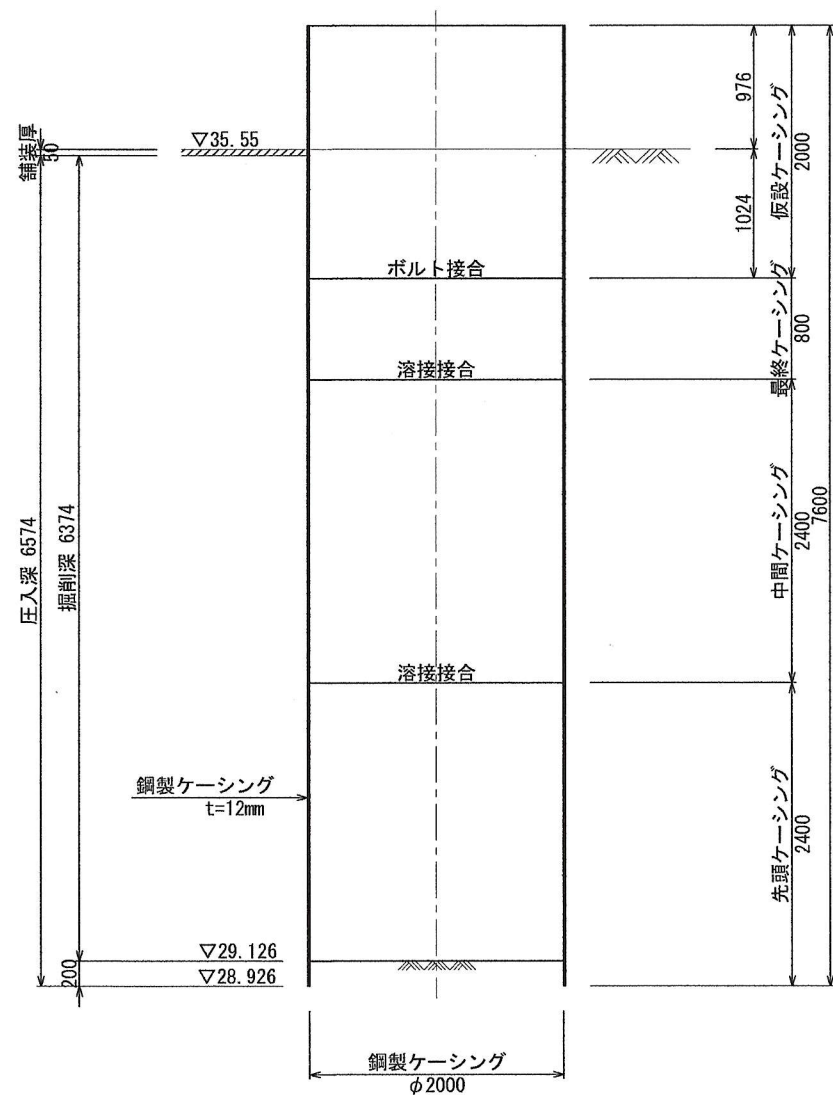 976
仮設ケーシング
2000
1024
舗装厚
50
▽35.55
ボルト接合
最終ケーシング
800
溶接接合
圧入深 6574
掘削深 6374
中間ケーシング
2400
7600
溶接接合
鋼製ケーシング
t=12mm
先頭ケーシング
2400
▽29.126
200
▽28.926
鋼製ケーシング
φ2000